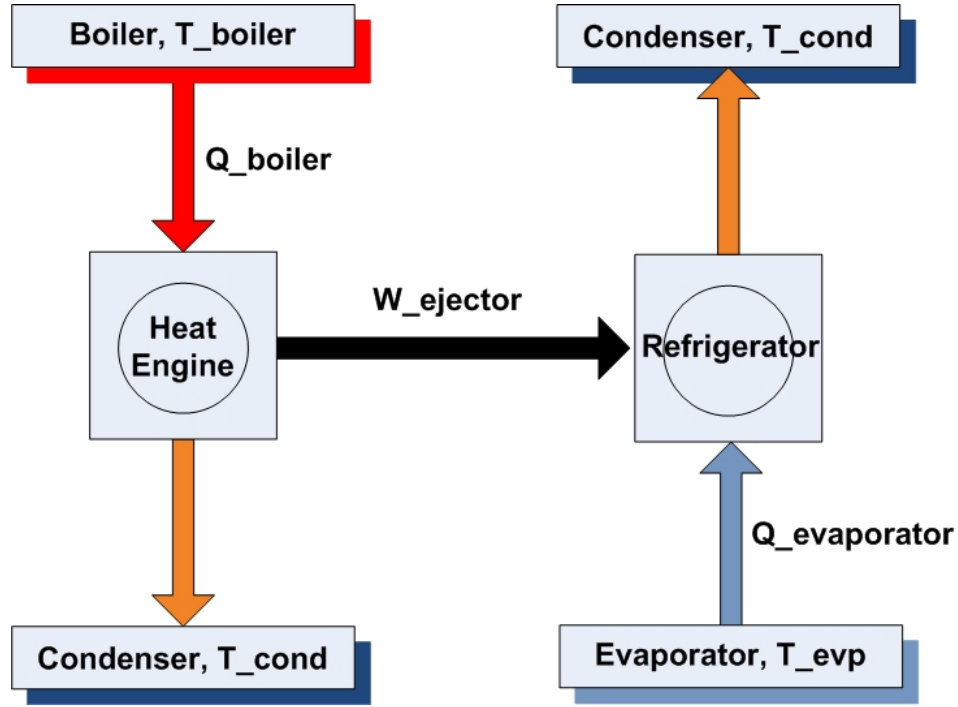 Boiler, T_boiler
Condenser, T_cond
Q_boiler
W_ejector
Heat
Engine
Refrigerator
Q_evaporator
Condenser, T_cond
Evaporator, T_evp